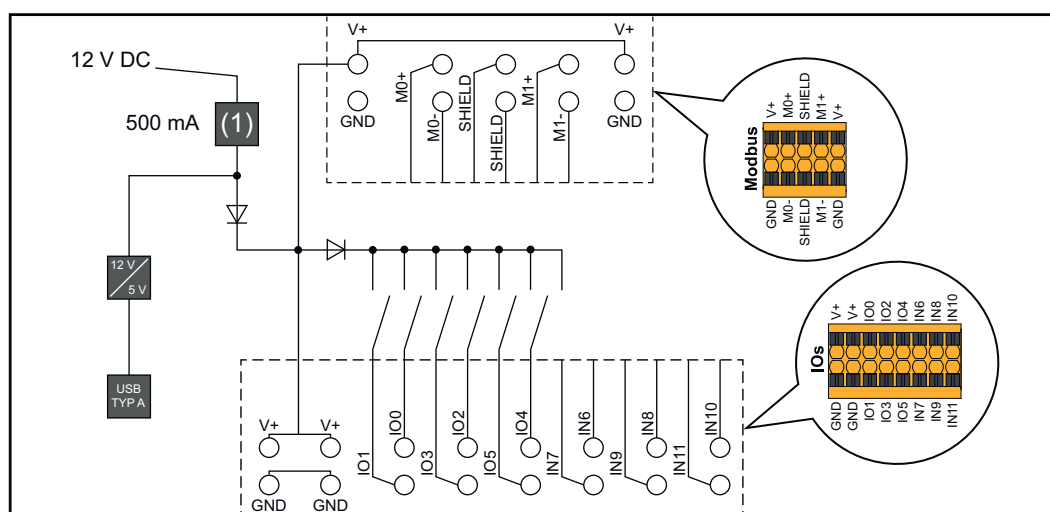 12 V DC
500 mA
(1)
12 V
5 V
USB
TYP A
V+
V+
M0+
M0-
SHIELD
SHIELD
M1+
M1-
GND
GND
Modbus
V+
M0+
SHIELD
M1+
V+
GND
M0-
SHIELD
M1-
GND
V+
V+
GND
GND
IO1
IO0
IO3
IO2
IO5
IO4
IN7
IN6
IN9
IN8
IN11
IN10
IOs
V+
V+
IO0
IO2
IO4
IN6
IN8
IN10
GND
GND
IO1
IO3
IO5
IN7
IN9
IN11